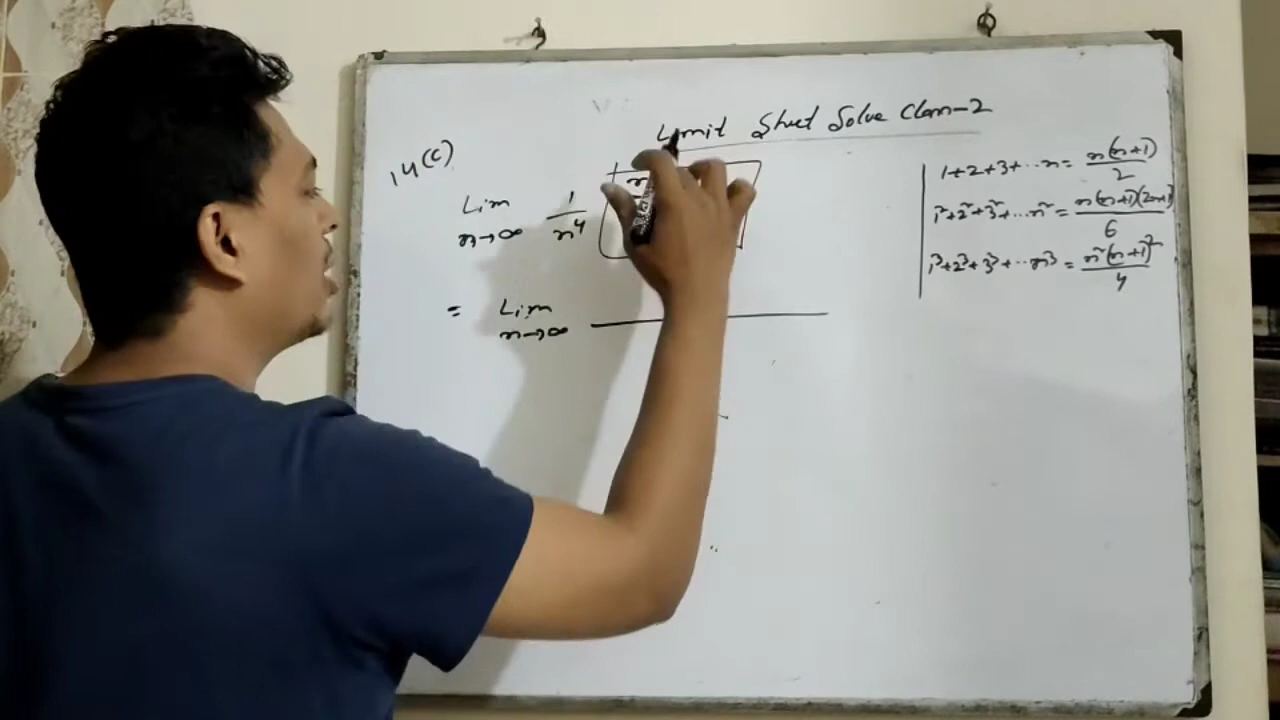 Limit Sheet Solve Class-2
14(c)
Lim n→∞ 1/n⁴ n
= Lim n→∞
1+2+3+⋯n = n(n+1)/2
1²+2²+3²+⋯n² = n(n+1)(2n+1)/6
1³+2³+3³+⋯n³ = n²(n+1)²/4